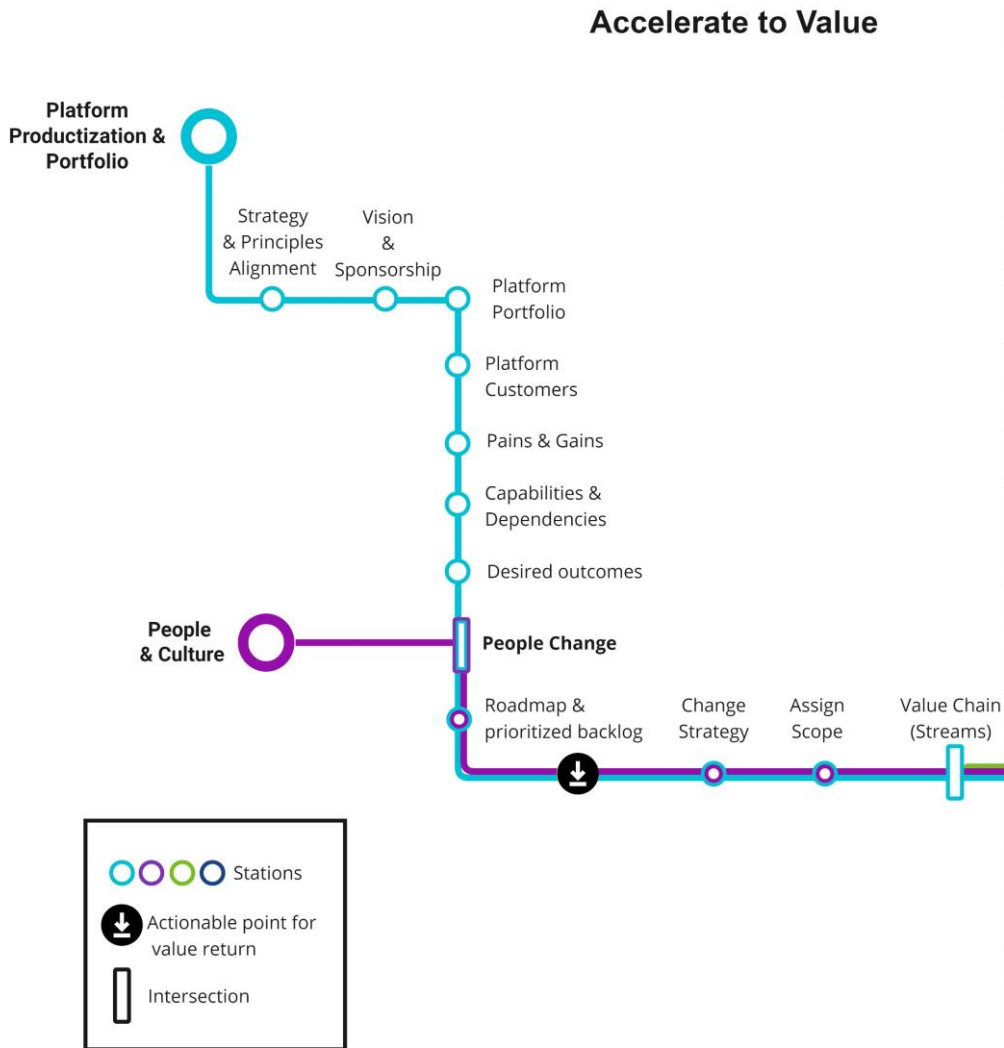 Accelerate to Value
Platform
Productization &
Portfolio
Strategy
& Principles
Alignment
Vision
&
Sponsorship
Platform
Portfolio
Platform
Customers
Pains & Gains
Capabilities &
Dependencies
Desired outcomes
People
& Culture
People Change
Roadmap &
prioritized backlog
Change
Strategy
Assign
Scope
Value Chain
(Streams)
Stations
Actionable point for
value return
Intersection